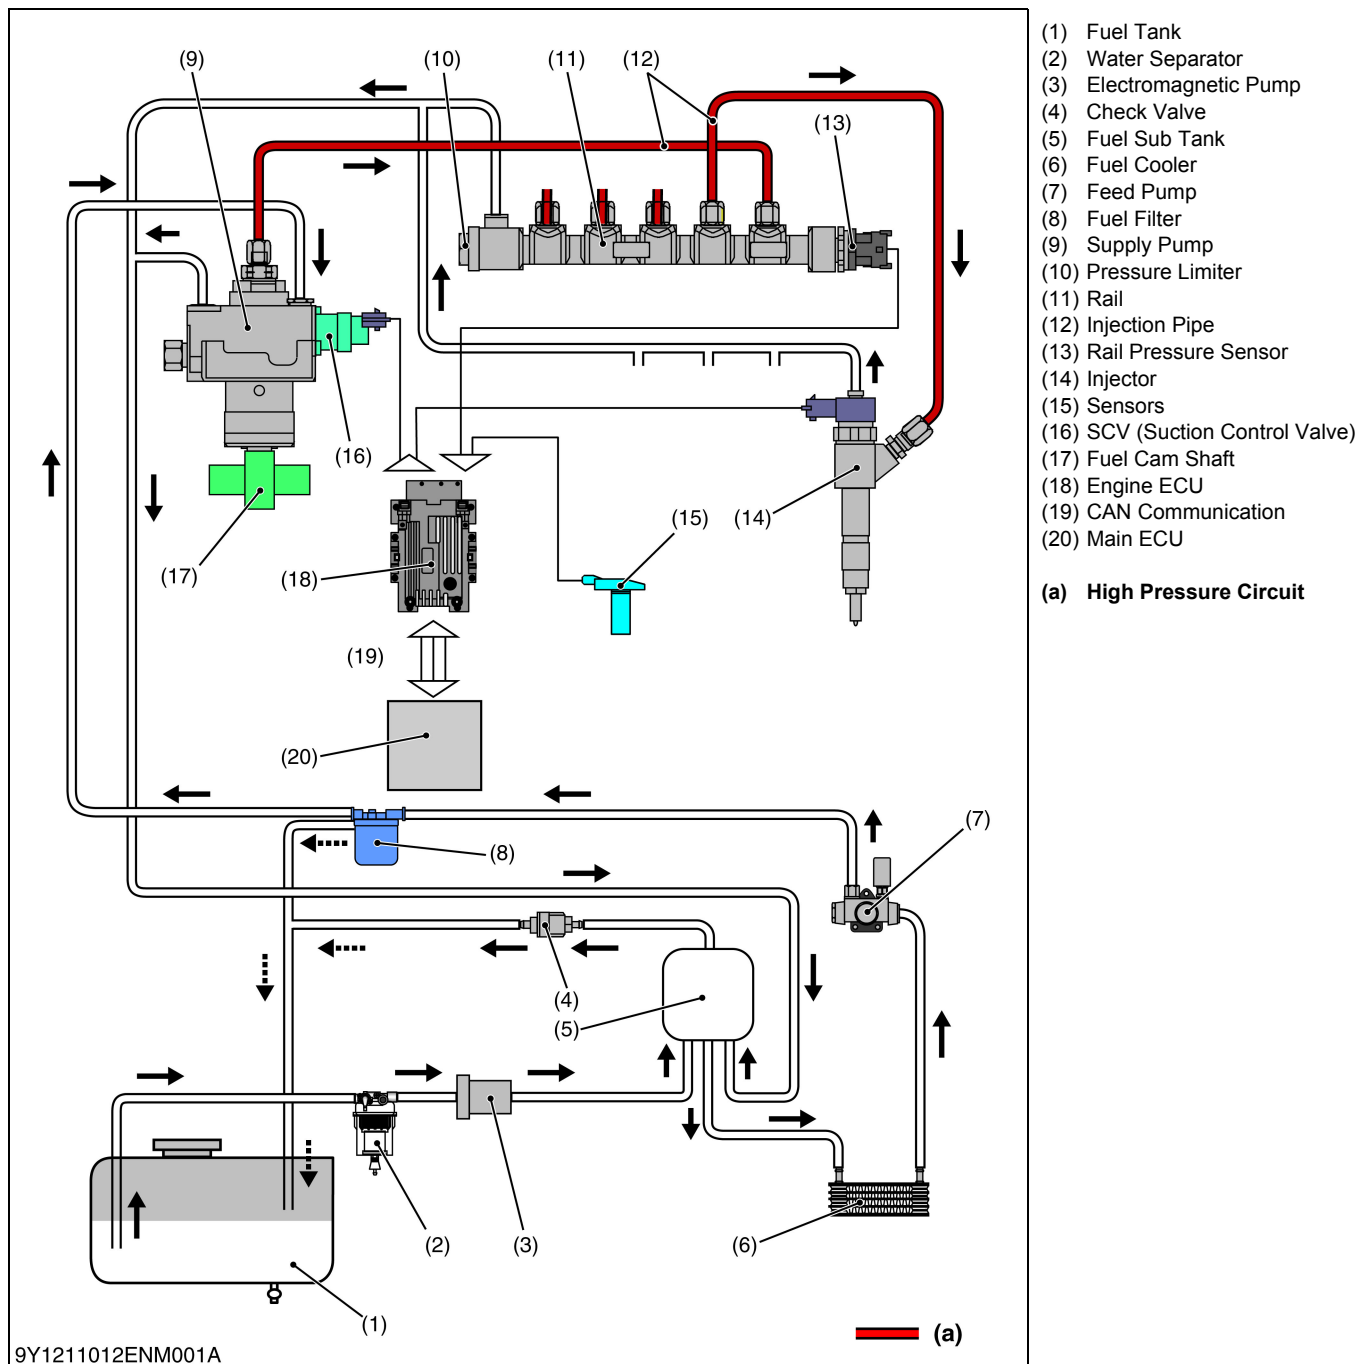 (9)
(10)
(11)
(12)
(13)
(16)
(17)
(18)
(15)
(14)
(19)
(20)
(8)
(7)
(4)
(5)
(2)
(3)
(6)
(1)
(a)
9Y1211012ENM001A
(1) Fuel Tank
(2) Water Separator
(3) Electromagnetic Pump
(4) Check Valve
(5) Fuel Sub Tank
(6) Fuel Cooler
(7) Feed Pump
(8) Fuel Filter
(9) Supply Pump
(10) Pressure Limiter
(11) Rail
(12) Injection Pipe
(13) Rail Pressure Sensor
(14) Injector
(15) Sensors
(16) SCV (Suction Control Valve)
(17) Fuel Cam Shaft
(18) Engine ECU
(19) CAN Communication
(20) Main ECU
(a) High Pressure Circuit